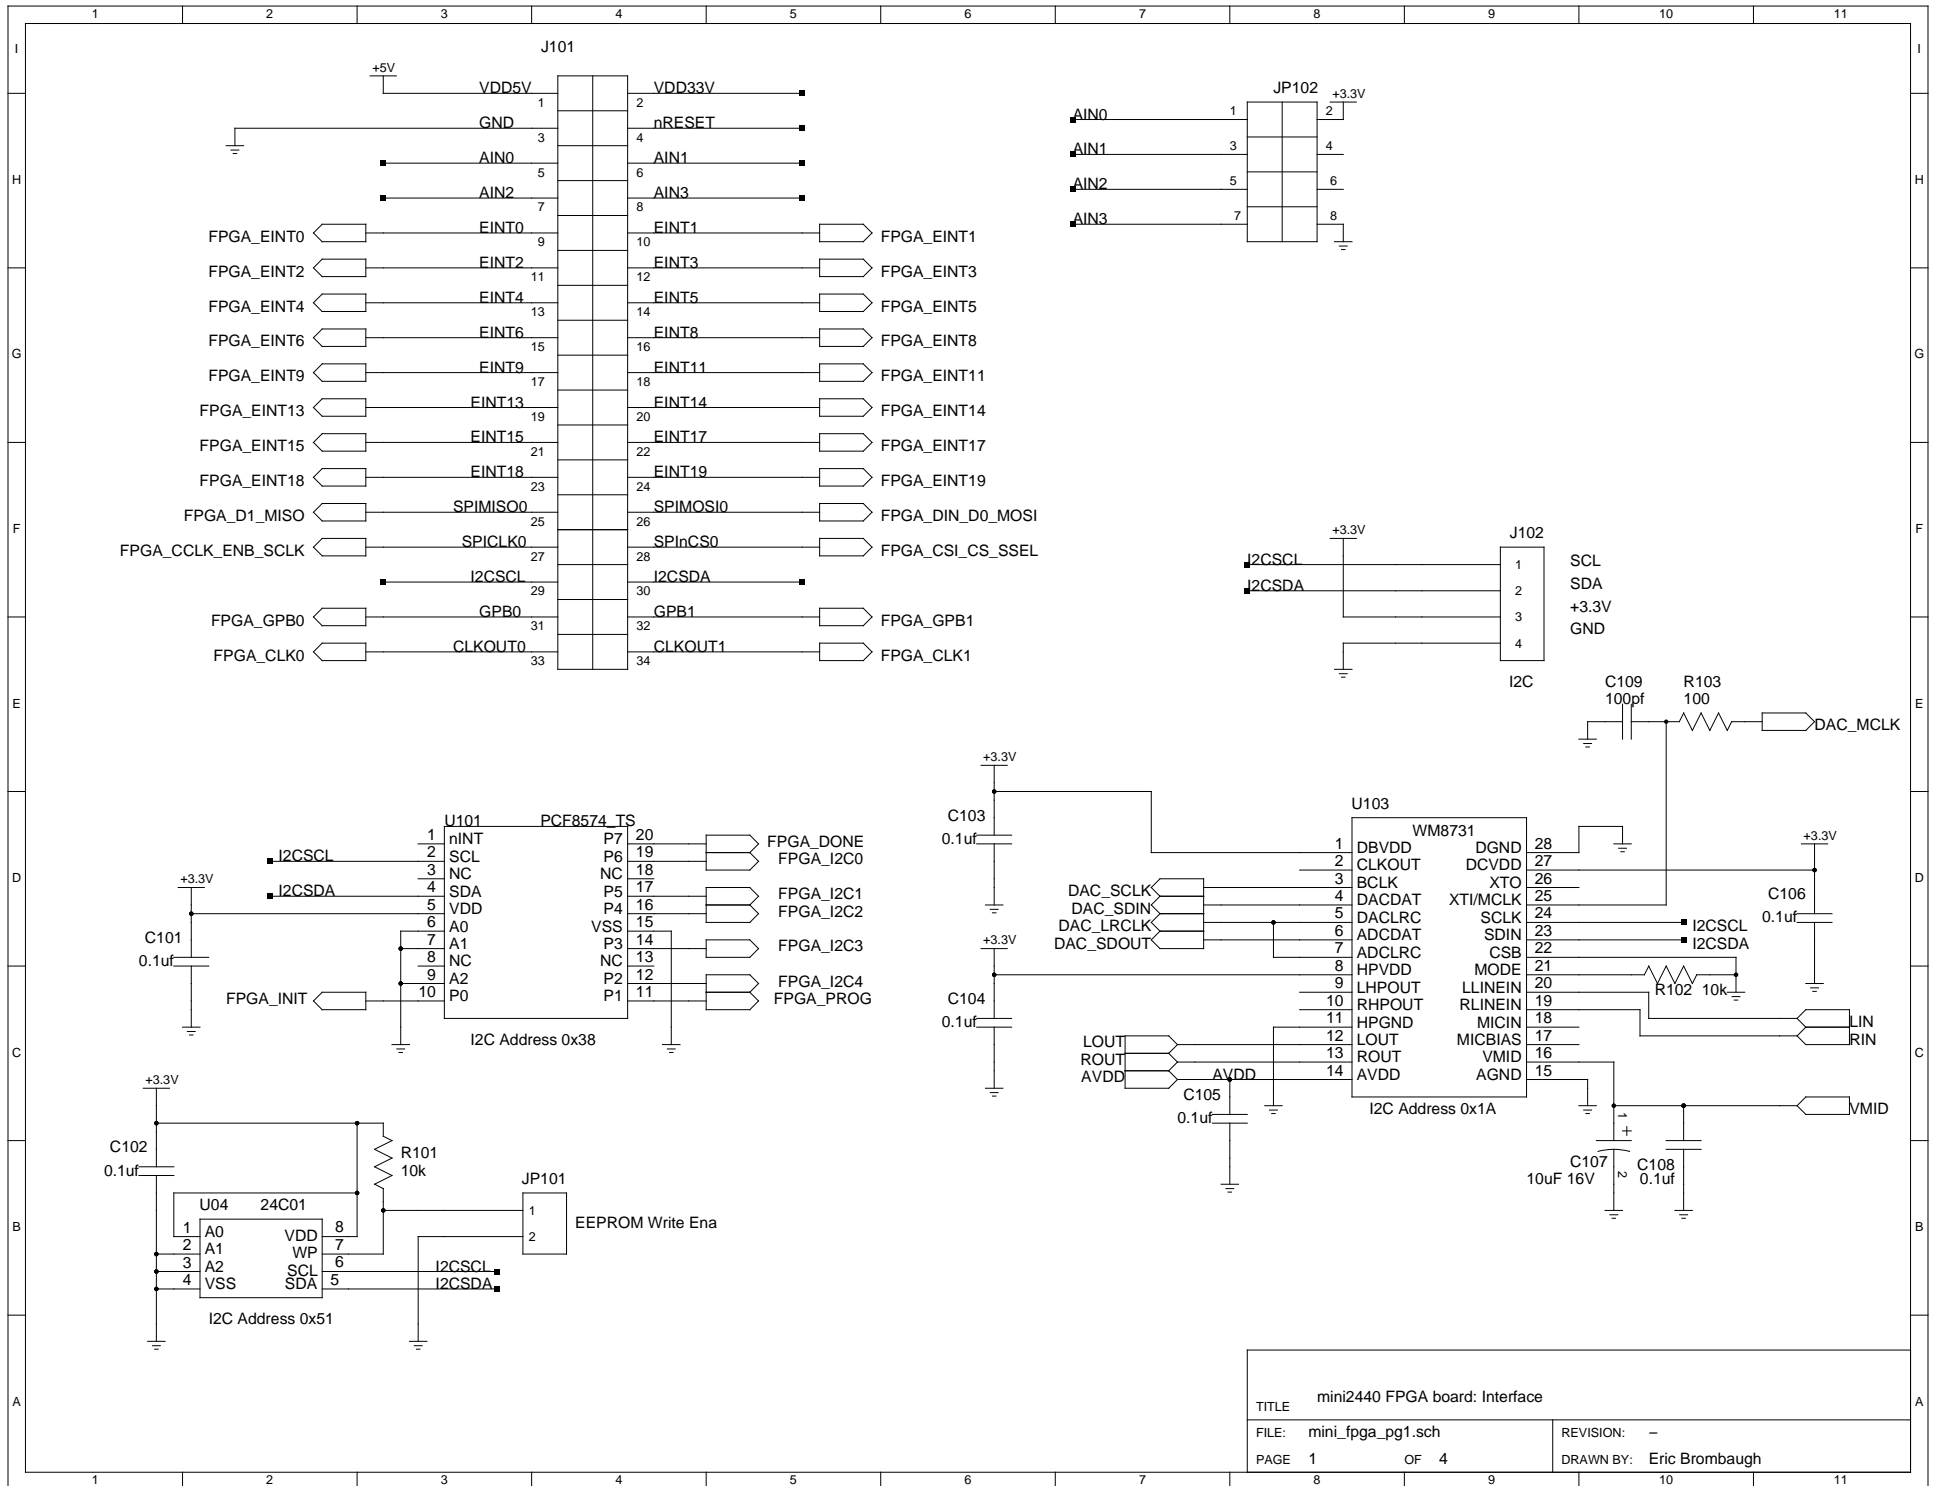 1 2 3 4 5 6 7 8 9 10 11
I I
H H
G G
F F
E E
D D
C C
B B
A A
J101
+5V
VDD5V 1 2 VDD33V
GND 3 4 nRESET
AIN0 5 6 AIN1
AIN2 7 8 AIN3
FPGA_EINT0 EINT0 9 10 EINT1 FPGA_EINT1
FPGA_EINT2 EINT2 11 12 EINT3 FPGA_EINT3
FPGA_EINT4 EINT4 13 14 EINT5 FPGA_EINT5
FPGA_EINT6 EINT6 15 16 EINT8 FPGA_EINT8
FPGA_EINT9 EINT9 17 18 EINT11 FPGA_EINT11
FPGA_EINT13 EINT13 19 20 EINT14 FPGA_EINT14
FPGA_EINT15 EINT15 21 22 EINT17 FPGA_EINT17
FPGA_EINT18 EINT18 23 24 EINT19 FPGA_EINT19
FPGA_D1_MISO SPIMISO0 25 26 SPIMOSI0 FPGA_DIN_D0_MOSI
FPGA_CCLK_ENB_SCLK SPICLK0 27 28 SPInCS0 FPGA_CSI_CS_SSEL
I2CSCL 29 30 I2CSDA
FPGA_GPB0 GPB0 31 32 GPB1 FPGA_GPB1
FPGA_CLK0 CLKOUT0 33 34 CLKOUT1 FPGA_CLK1
JP102
+3.3V
AIN0 1 2
AIN1 3 4
AIN2 5 6
AIN3 7 8
+3.3V
J102
I2CSCL 1 SCL
I2CSDA 2 SDA
3 +3.3V
4 GND
I2C
C109
100pf
R103
100
DAC_MCLK
U101 PCF8574_TS
1 nINT P7 20 FPGA_DONE
I2CSCL 2 SCL P6 19 FPGA_I2C0
3 NC NC 18
I2CSDA 4 SDA P5 17 FPGA_I2C1
+3.3V 5 VDD P4 16 FPGA_I2C2
6 A0 VSS 15
7 A1 P3 14 FPGA_I2C3
8 NC NC 13
9 A2 P2 12 FPGA_I2C4
FPGA_INIT 10 P0 P1 11 FPGA_PROG
I2C Address 0x38
C101
0.1uf
+3.3V
C103
0.1uf
+3.3V
C104
0.1uf
U103
WM8731
1 DBVDD DGND 28
2 CLKOUT DCVDD 27
DAC_SCLK 3 BCLK XTO 26
DAC_SDIN 4 DACDAT XTI/MCLK 25
DAC_LRCLK 5 DACLRC SCLK 24 I2CSCL
DAC_SDOUT 6 ADCDAT SDIN 23 I2CSDA
7 ADCLRC CSB 22
8 HPVDD MODE 21
9 LHPOUT LLINEIN 20
10 RHPOUT RLINEIN 19
11 HPGND MICIN 18
LOUT 12 LOUT MICBIAS 17
ROUT 13 ROUT VMID 16
AVDD AVDD 14 AVDD AGND 15
I2C Address 0x1A
C105
0.1uf
+3.3V
C106
0.1uf
R102 10k
LIN
RIN
VMID
1 +
C107 2
10uF 16V
C108
0.1uf
+3.3V
C102
0.1uf
R101
10k
JP101
1
2
EEPROM Write Ena
U04 24C01
1 A0 VDD 8
2 A1 WP 7
3 A2 SCL 6 I2CSCL
4 VSS SDA 5 I2CSDA
I2C Address 0x51
TITLE mini2440 FPGA board: Interface
FILE: mini_fpga_pg1.sch REVISION: –
PAGE 1 OF 4 DRAWN BY: Eric Brombaugh
1 2 3 4 5 6 7 8 9 10 11